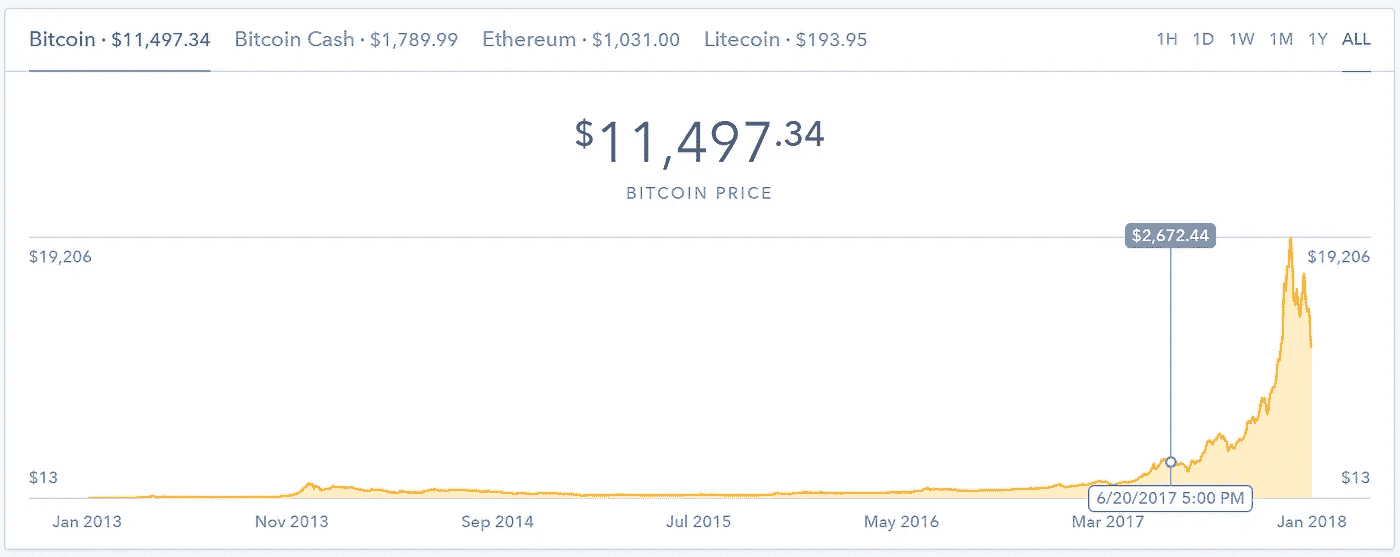 Bitcoin · $11,497.34 Bitcoin Cash · $1,789.99 Ethereum · $1,031.00 Litecoin · $193.95 1H 1D 1W 1M 1Y ALL
$11,497.34
BITCOIN PRICE
$2,672.44
$19,206 $19,206
$13 $13
6/20/2017 5:00 PM
Jan 2013 Nov 2013 Sep 2014 Jul 2015 May 2016 Mar 2017 Jan 2018